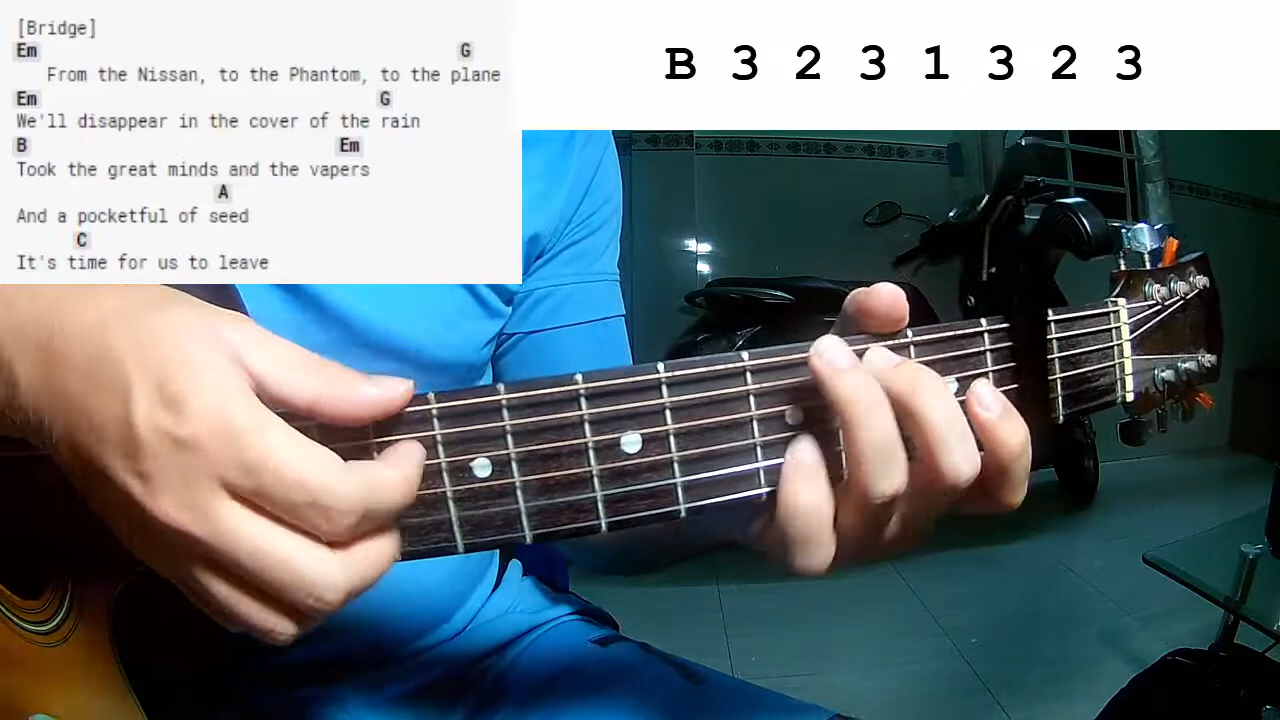 [Bridge]
Em G
From the Nissan, to the Phantom, to the plane
Em G
We'll disappear in the cover of the rain
B Em
Took the great minds and the vapers
A
And a pocketful of seed
C
It's time for us to leave
B 3 2 3 1 3 2 3